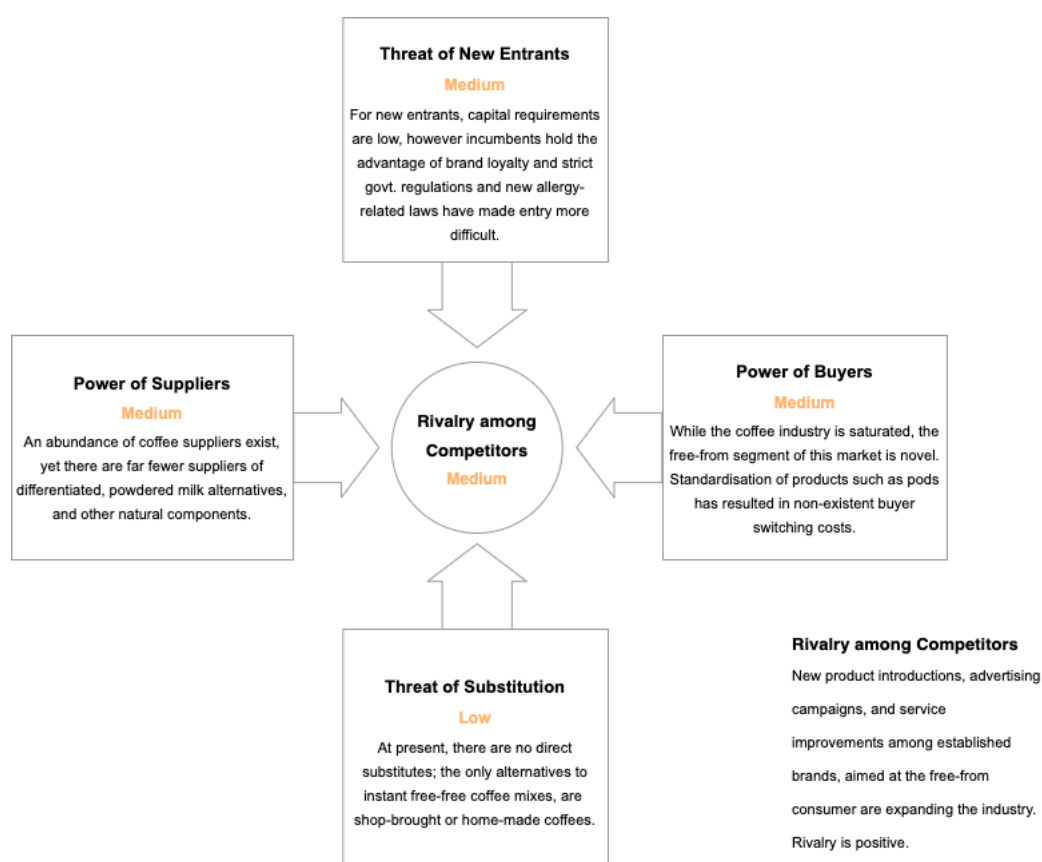 Threat of New Entrants
Medium
For new entrants, capital requirements
are low, however incumbents hold the
advantage of brand loyalty and strict
govt. regulations and new allergy-
related laws have made entry more
difficult.
Power of Suppliers
Medium
An abundance of coffee suppliers exist,
yet there are far fewer suppliers of
differentiated, powdered milk alternatives,
and other natural components.
Rivalry among
Competitors
Medium
Power of Buyers
Medium
While the coffee industry is saturated, the
free-from segment of this market is novel.
Standardisation of products such as pods
has resulted in non-existent buyer
switching costs.
Threat of Substitution
Low
At present, there are no direct
substitutes; the only alternatives to
instant free-free coffee mixes, are
shop-brought or home-made coffees.
Rivalry among Competitors
New product introductions, advertising
campaigns, and service
improvements among established
brands, aimed at the free-from
consumer are expanding the industry.
Rivalry is positive.